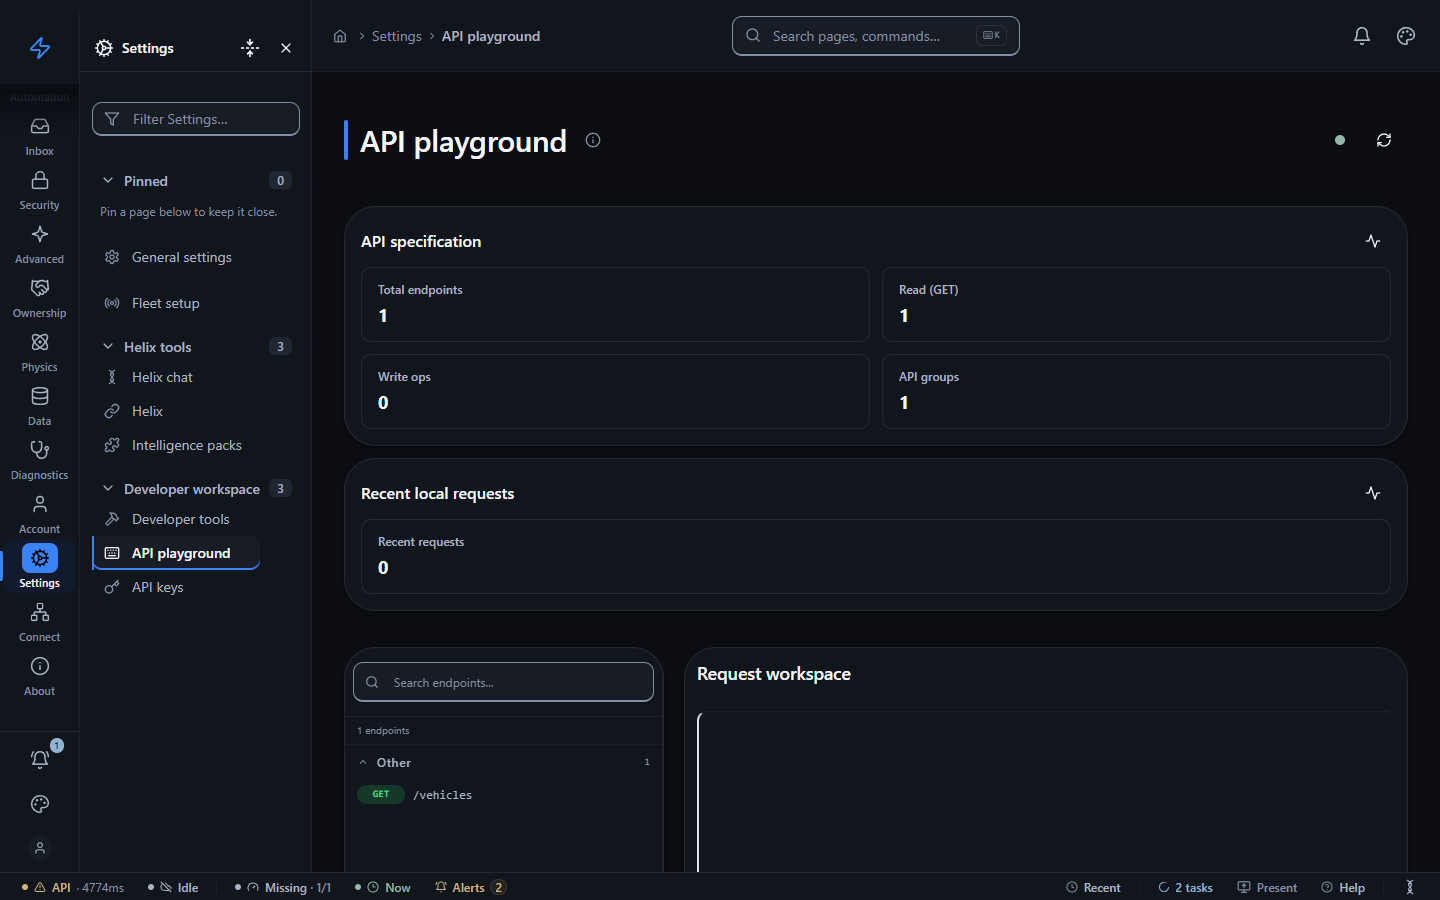 Automation
Inbox
Security
Advanced
Ownership
Physics
Data
Diagnostics
Account
Settings
Connect
About
1
Settings
Filter Settings...
Pinned 0
Pin a page below to keep it close.
General settings
Fleet setup
Helix tools 3
Helix chat
Helix
Intelligence packs
Developer workspace 3
Developer tools
API playground
API keys
Settings API playground
Search pages, commands... K
API playground
API specification
Total endpoints
1
Read (GET)
1
Write ops
0
API groups
1
Recent local requests
Recent requests
0
Search endpoints...
1 endpoints
Other 1
GET /vehicles
Request workspace
API · 4774ms Idle Missing · 1/1 Now Alerts 2 Recent 2 tasks Present Help